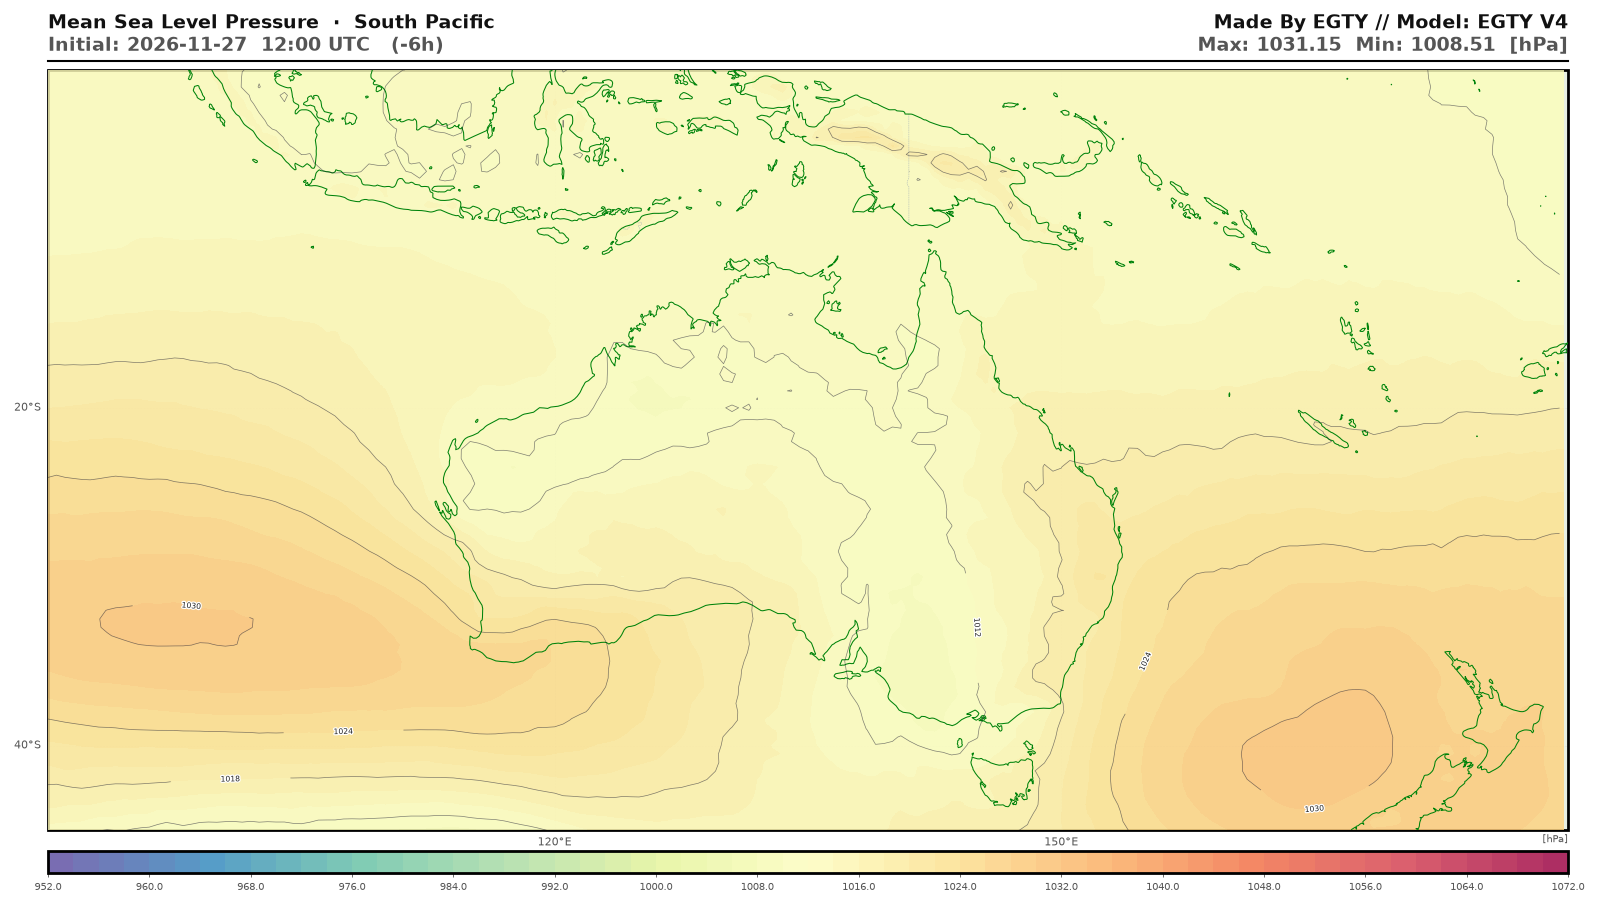 Mean Sea Level Pressure · South Pacific
Made By EGTY // Model: EGTY V4
Initial: 2026-11-27 12:00 UTC (-6h)
Max: 1031.15 Min: 1008.51 [hPa]
20°S
1030
1012
1024
40°S
1024
1018
1030
120°E
150°E
[hPa]
952.0 960.0 968.0 976.0 984.0 992.0 1000.0 1008.0 1016.0 1024.0 1032.0 1040.0 1048.0 1056.0 1064.0 1072.0